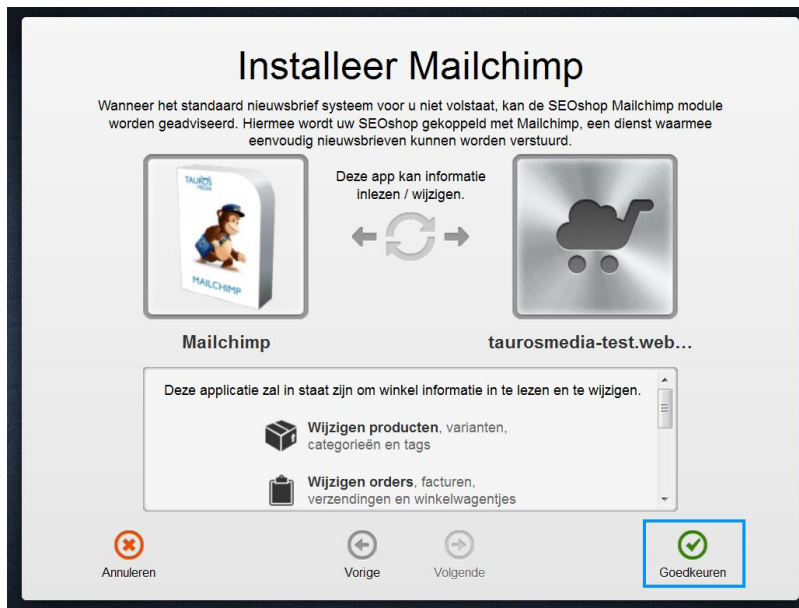 Installeer Mailchimp
Wanneer het standaard nieuwsbrief systeem voor u niet volstaat, kan de SEOshop Mailchimp module
worden geadviseerd. Hiermee wordt uw SEOshop gekoppeld met Mailchimp, een dienst waarmee
eenvoudig nieuwsbrieven kunnen worden verstuurd.
TAUROS
MEDIA
MAILCHIMP
Deze app kan informatie
inlezen / wijzigen.
Mailchimp
taurosmedia-test.web...
Deze applicatie zal in staat zijn om winkel informatie in te lezen en te wijzigen.
Wijzigen producten, varianten,
categorieën en tags
Wijzigen orders, facturen,
verzendingen en winkelwagentjes
Annuleren
Vorige
Volgende
Goedkeuren